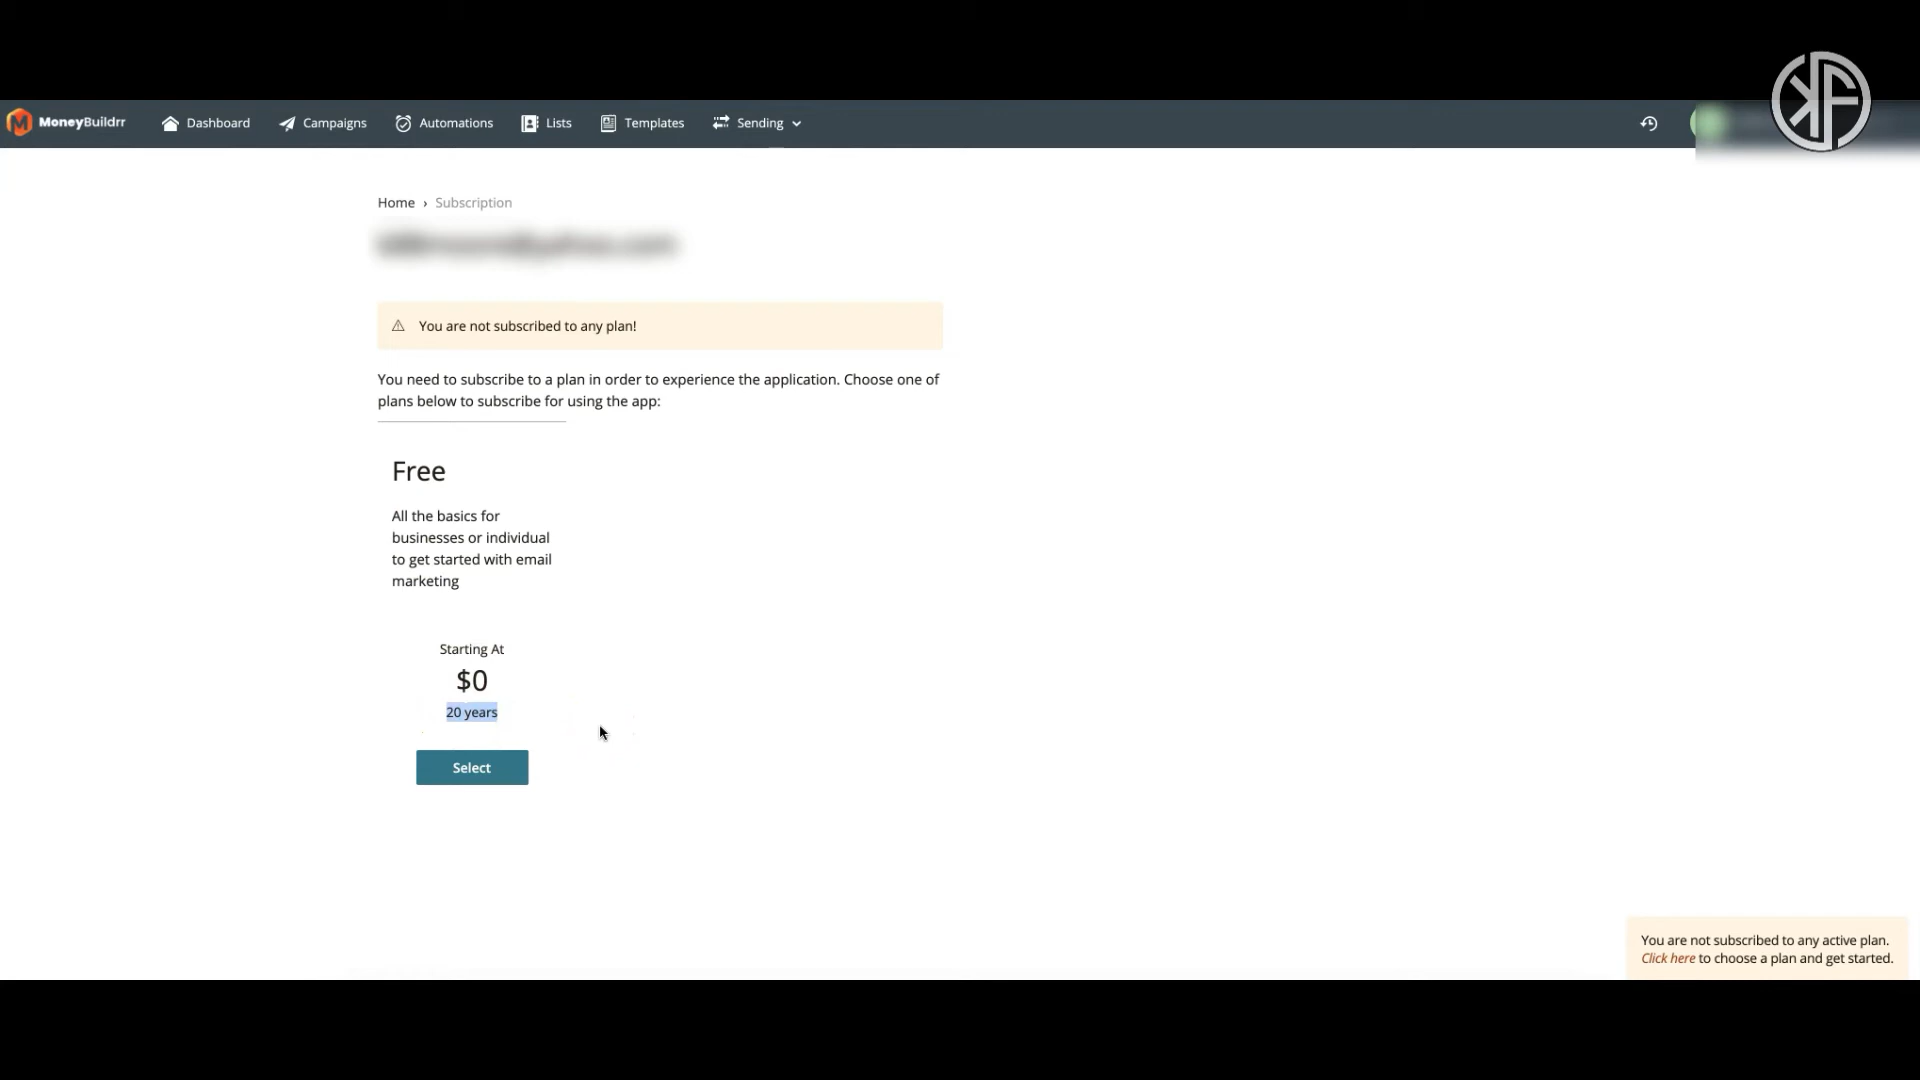 MoneyBuildrr
Dashboard
Campaigns
Automations
Lists
Templates
Sending
KF
Home › Subscription
You are not subscribed to any plan!
You need to subscribe to a plan in order to experience the application. Choose one of
plans below to subscribe for using the app:
Free
All the basics for
businesses or individual
to get started with email
marketing
Starting At
$0
20 years
Select
You are not subscribed to any active plan.
Click here to choose a plan and get started.